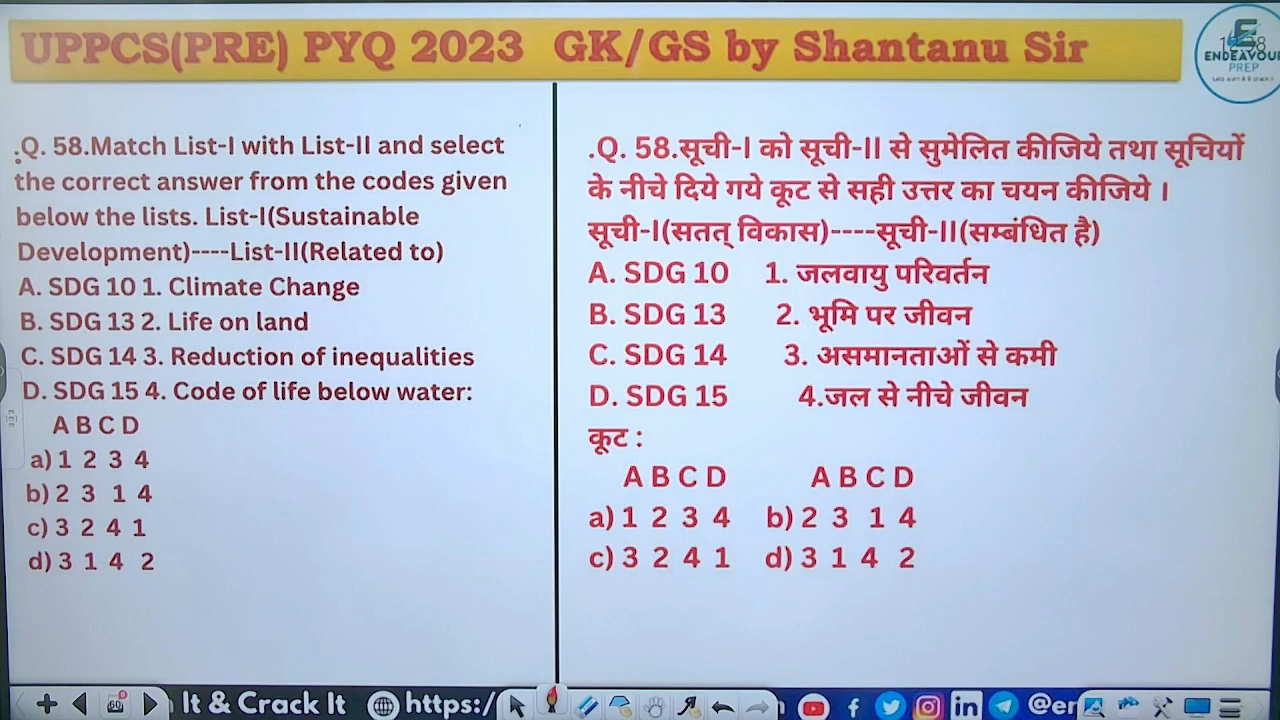 UPPCS(PRE) PYQ 2023 GK/GS by Shantanu Sir
ENDEAVOUR
PREP
.Q. 58.Match List-I with List-II and select
the correct answer from the codes given
below the lists. List-I(Sustainable
Development)----List-II(Related to)
A. SDG 10 1. Climate Change
B. SDG 13 2. Life on land
C. SDG 14 3. Reduction of inequalities
D. SDG 15 4. Code of life below water:
A B C D
a) 1 2 3 4
b) 2 3 1 4
c) 3 2 4 1
d) 3 1 4 2
.Q. 58.सूची-I को सूची-II से सुमेलित कीजिये तथा सूचियों
के नीचे दिये गये कूट से सही उत्तर का चयन कीजिये ।
सूची-I(सतत् विकास)----सूची-II(सम्बंधित है)
A. SDG 10 1. जलवायु परिवर्तन
B. SDG 13 2. भूमि पर जीवन
C. SDG 14 3. असमानताओं से कमी
D. SDG 15 4.जल से नीचे जीवन
कूट :
A B C D A B C D
a) 1 2 3 4 b) 2 3 1 4
c) 3 2 4 1 d) 3 1 4 2
60 It & Crack It https:/ @er